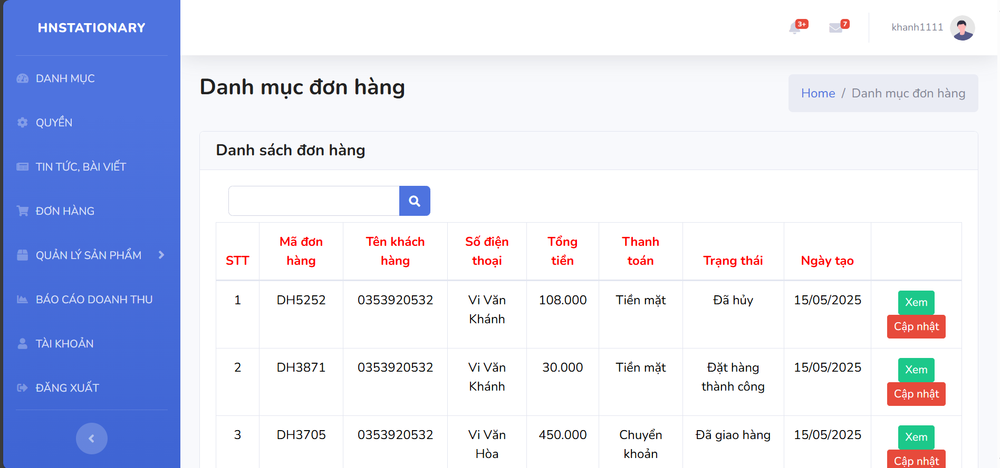 HNSTATIONARY
3+
7
khanh1111
DANH MỤC
QUYỀN
TIN TỨC, BÀI VIẾT
ĐƠN HÀNG
QUẢN LÝ SẢN PHẨM
BÁO CÁO DOANH THU
TÀI KHOẢN
ĐĂNG XUẤT
Danh mục đơn hàng
Home / Danh mục đơn hàng
Danh sách đơn hàng
STT
Mã đơn
hàng
Tên khách
hàng
Số điện
thoại
Tổng
tiền
Thanh
toán
Trạng thái
Ngày tạo
1
DH5252
0353920532
Vi Văn
Khánh
108.000
Tiền mặt
Đã hủy
15/05/2025
Xem
Cập nhật
2
DH3871
0353920532
Vi Văn
Khánh
30.000
Tiền mặt
Đặt hàng
thành công
15/05/2025
Xem
Cập nhật
3
DH3705
0353920532
Vi Văn
Hòa
450.000
Chuyển
khoản
Đã giao hàng
15/05/2025
Xem
Cập nhật